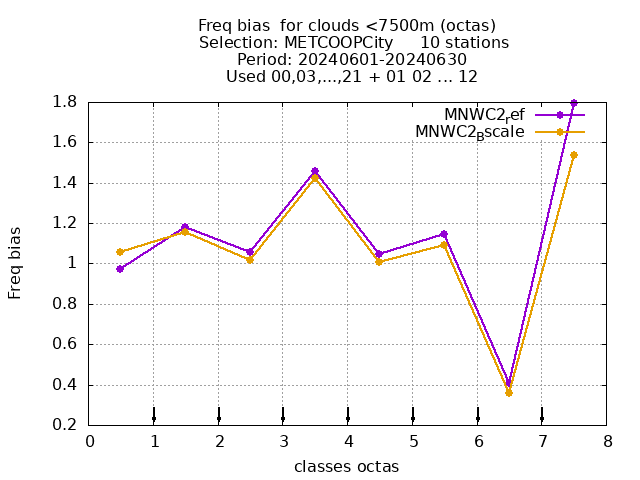 Freq bias  for clouds <7500m (octas)
Selection: METCOOPCity     10 stations
Period: 20240601-20240630
Used 00,03,...,21 + 01 02 ... 12
MNWC2ref
MNWC2Bscale
1.8
1.6
1.4
1.2
1
0.8
0.6
0.4
0.2
Freq bias
0 1 2 3 4 5 6 7 8
classes octas